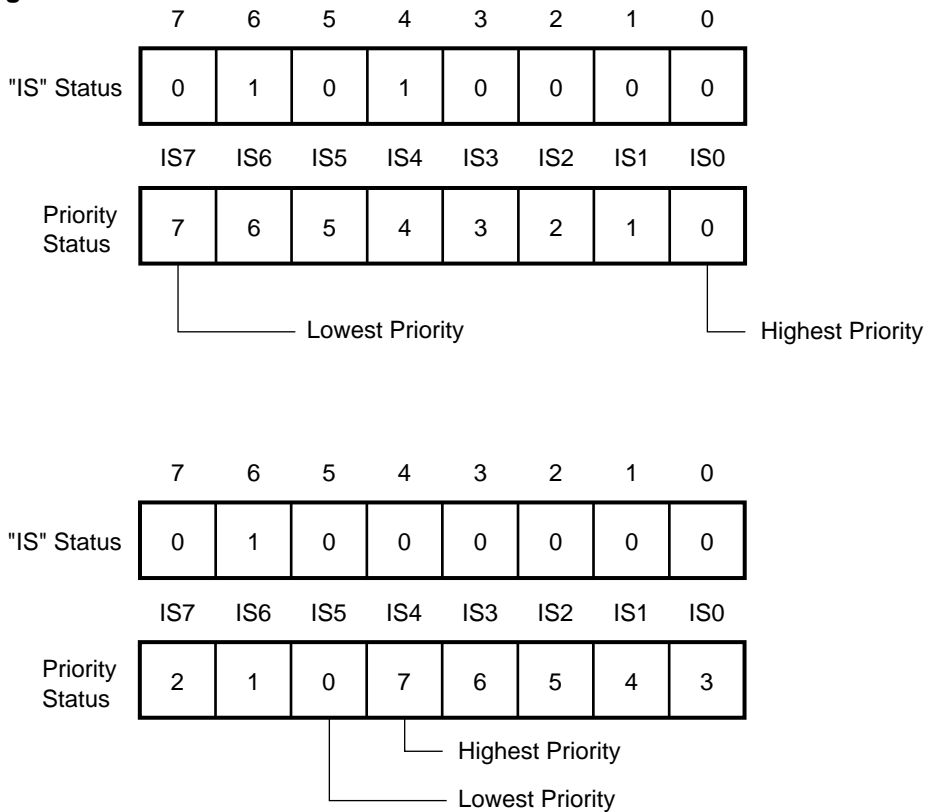 7 6 5 4 3 2 1 0
"IS" Status 0 1 0 1 0 0 0 0
IS7 IS6 IS5 IS4 IS3 IS2 IS1 IS0
Priority
Status 7 6 5 4 3 2 1 0
Lowest Priority Highest Priority
7 6 5 4 3 2 1 0
"IS" Status 0 1 0 0 0 0 0 0
IS7 IS6 IS5 IS4 IS3 IS2 IS1 IS0
Priority
Status 2 1 0 7 6 5 4 3
Highest Priority
Lowest Priority